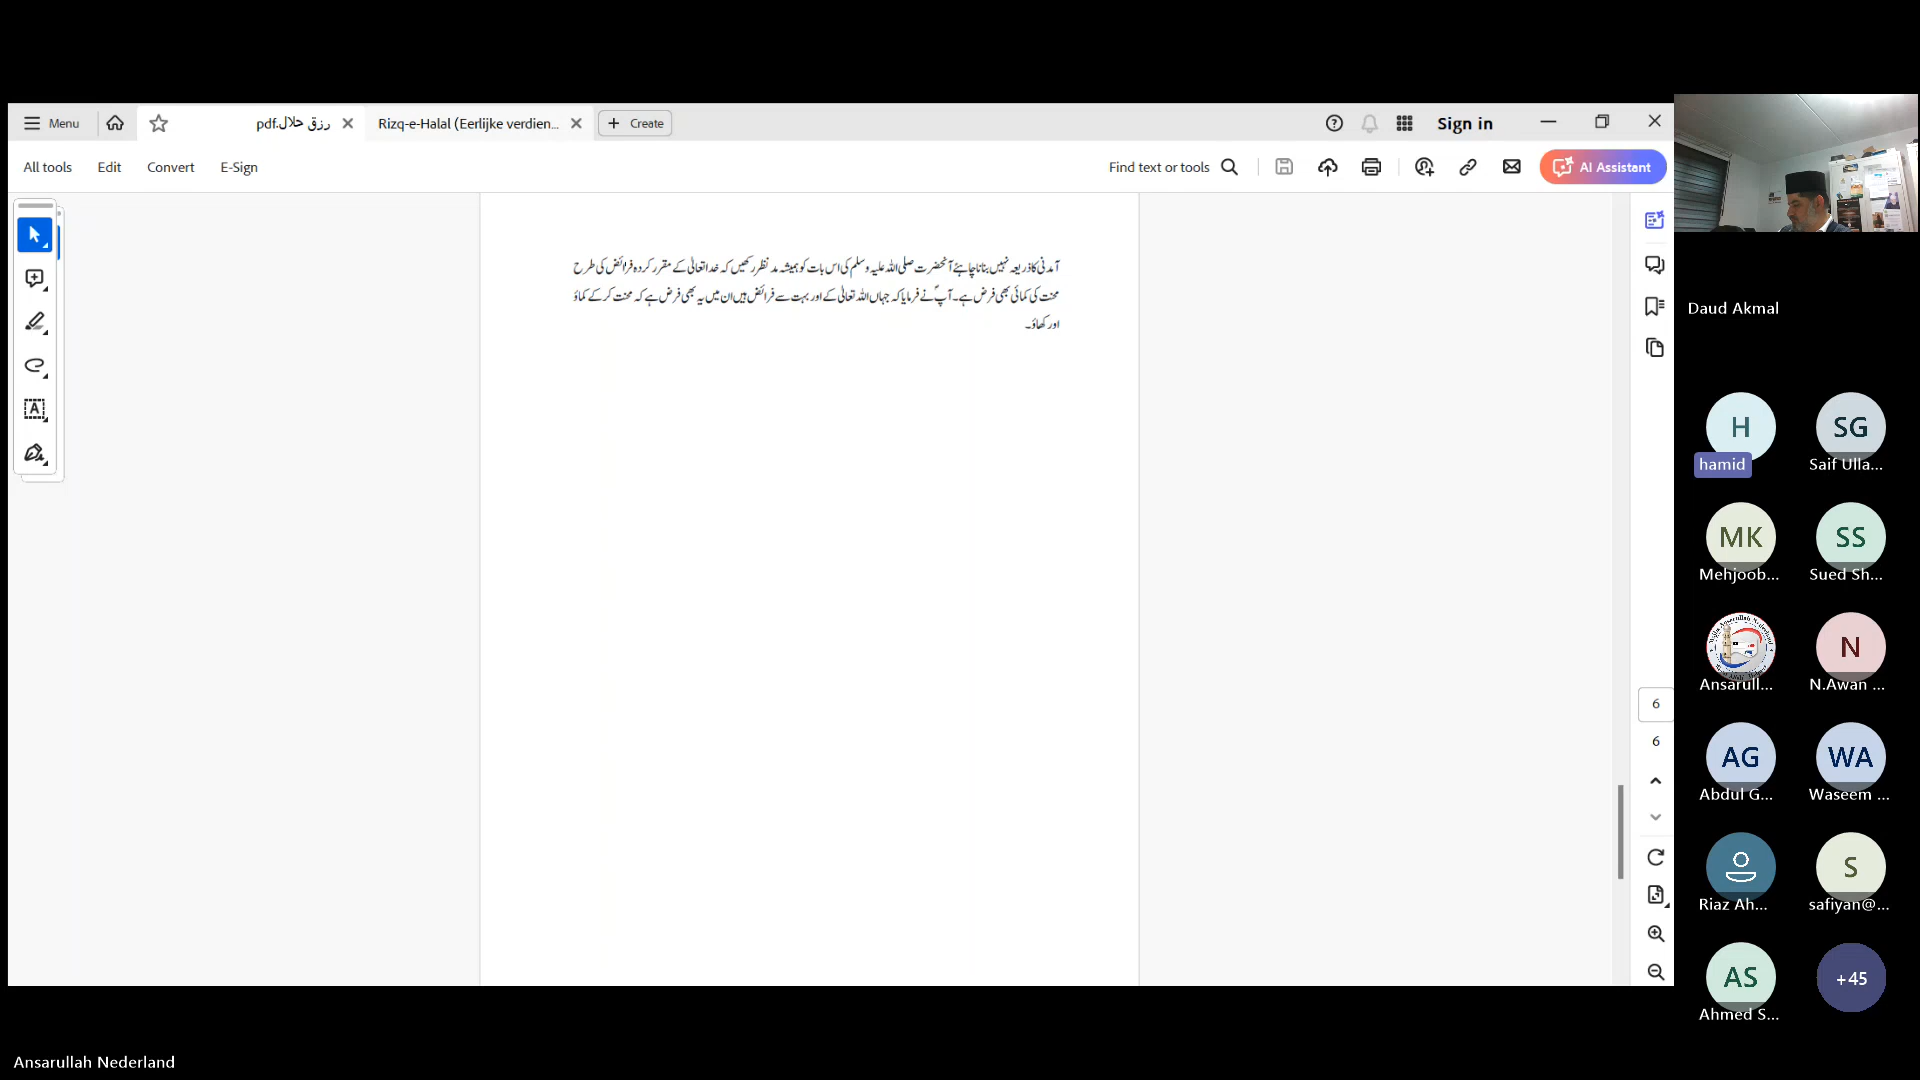 Menu
رزق حلال.pdf
Rizq-e-Halal (Eerlijke verdien...
Create
Sign in
All tools
Edit
Convert
E-Sign
Find text or tools
AI Assistant
آمدنی کا ذریعہ نہیں بنانا چاہئے آنحضرت صلی اللہ علیہ وسلم کی اس بات کو ہمیشہ مد نظر رکھیں کہ خدا تعالیٰ کے مقرر کردہ فرائض کی طرح
محنت کی کمائی بھی فرض ہے۔ آپؐ نے فرمایا کہ جہاں اللہ تعالیٰ کے اور بہت سے فرائض ہیں ان میں یہ بھی فرض ہے کہ محنت کر کے کماؤ
اور کھاؤ۔
6
6
Daud Akmal
H
hamid
SG
Saif Ulla...
MK
Mehjoob...
SS
Sued Sh...
Ansarull...
N
N.Awan ...
AG
Abdul G...
WA
Waseem ...
Riaz Ah...
S
safiyan@...
AS
Ahmed S...
+45
Ansarullah Nederland